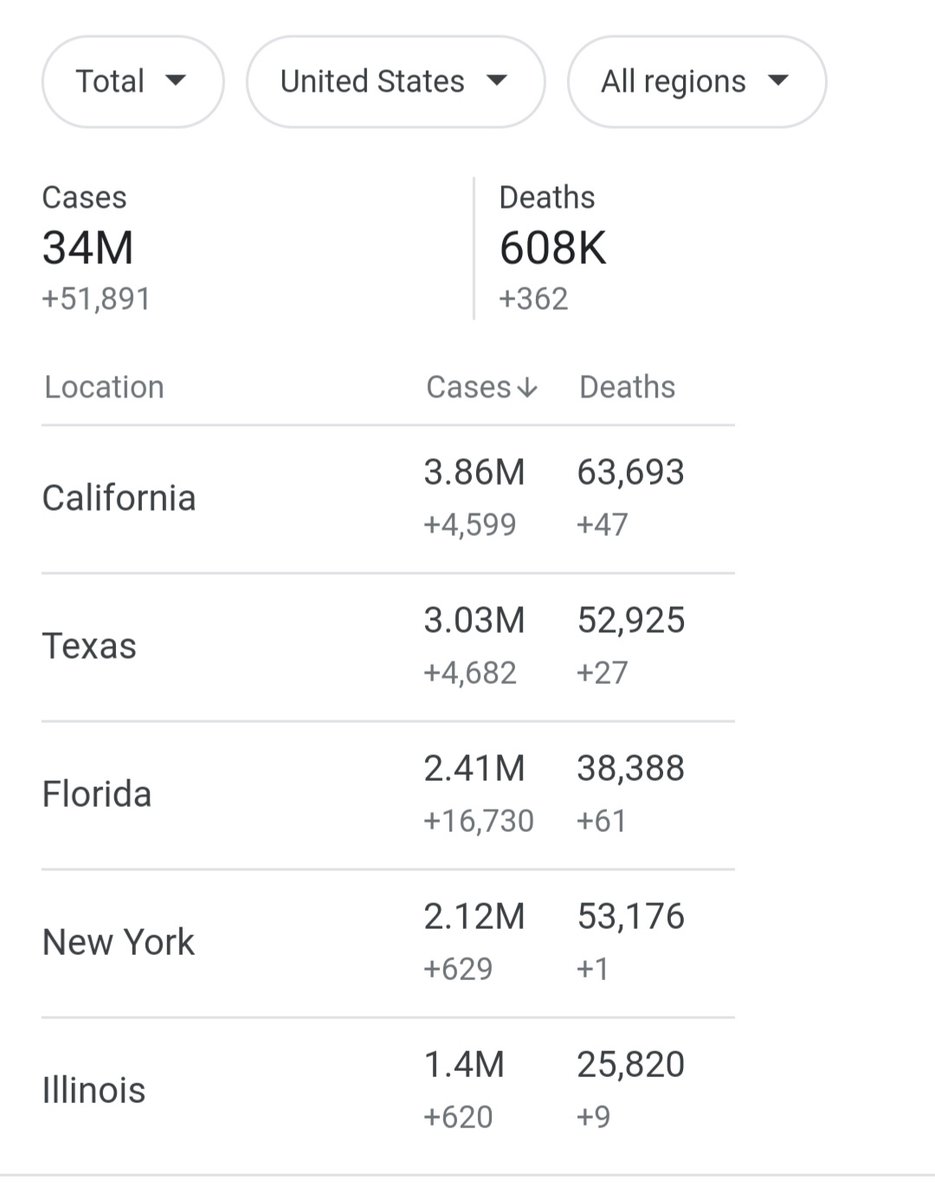 Total United States All regions
Cases Deaths
34M 608K
+51,891 +362
Location Cases↓ Deaths
California 3.86M 63,693
+4,599 +47
Texas 3.03M 52,925
+4,682 +27
Florida 2.41M 38,388
+16,730 +61
New York 2.12M 53,176
+629 +1
Illinois 1.4M 25,820
+620 +9